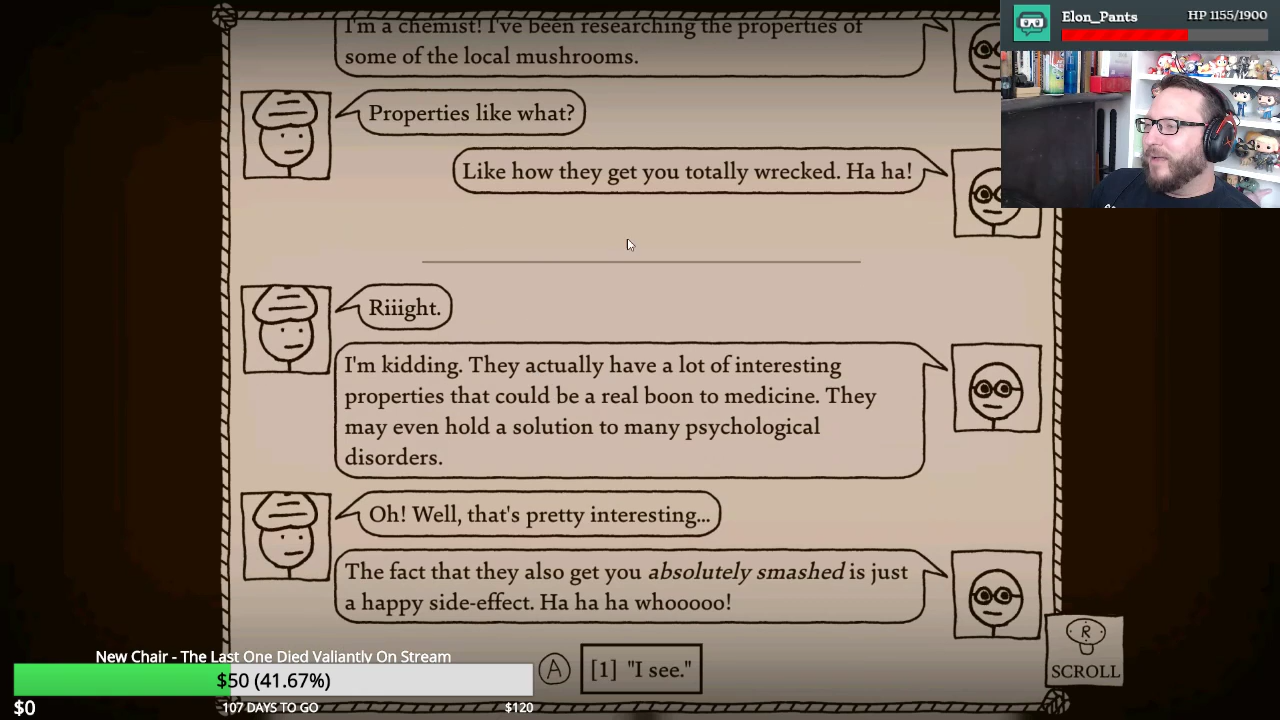 Elon_Pants
HP 1155/1900
I'm a chemist! I've been researching the properties of
some of the local mushrooms.
Properties like what?
Like how they get you totally wrecked. Ha ha!
Riiight.
I'm kidding. They actually have a lot of interesting
properties that could be a real boon to medicine. They
may even hold a solution to many psychological
disorders.
Oh! Well, that's pretty interesting...
The fact that they also get you absolutely smashed is just
a happy side-effect. Ha ha ha whooooo!
R
SCROLL
A
[1] "I see."
New Chair - The Last One Died Valiantly On Stream
$50 (41.67%)
$0
107 DAYS TO GO
$120